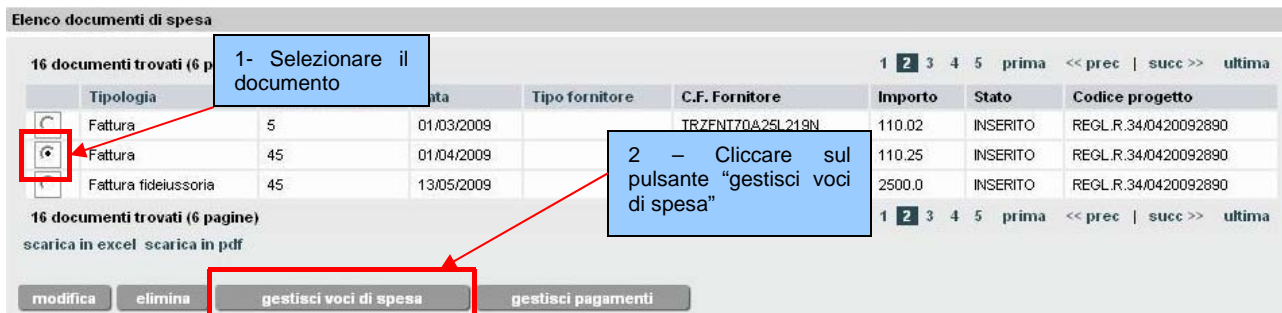 Elenco documenti di spesa
16 documenti trovati (6 p
1 2 3 4 5 prima << prec | succ >> ultima
1- Selezionare il
documento
Tipologia ata Tipo fornitore C.F. Fornitore Importo Stato Codice progetto
Fattura 5 01/03/2009 TRZFNT70A25L219N 110.02 INSERITO REGL.R.34/0420092890
Fattura 45 01/04/2009 110.25 INSERITO REGL.R.34/0420092890
Fattura fideiussoria 45 13/05/2009 2500.0 INSERITO REGL.R.34/0420092890
2 – Cliccare sul
pulsante “gestisci voci
di spesa”
16 documenti trovati (6 pagine)
1 2 3 4 5 prima << prec | succ >> ultima
scarica in excel scarica in pdf
modifica elimina gestisci voci di spesa gestisci pagamenti